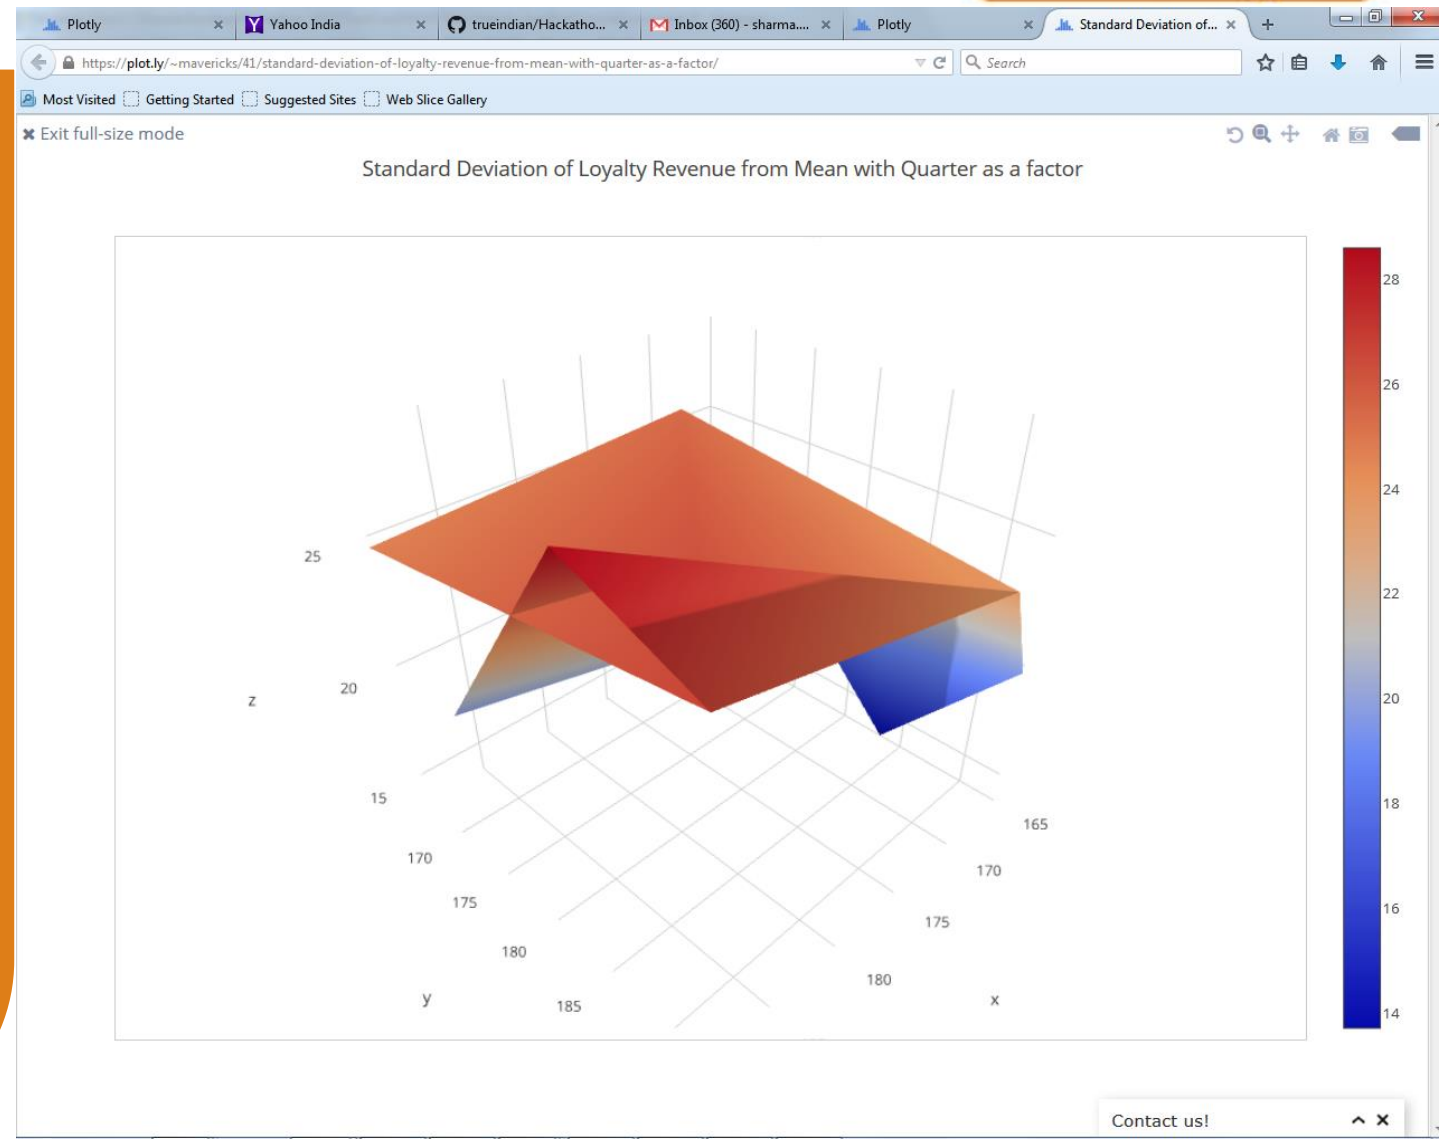 Plotly
Yahoo India
trueindian/Hackatho...
Inbox (360) - sharma....
Plotly
Standard Deviation of...
https://plot.ly/~mavericks/41/standard-deviation-of-loyalty-revenue-from-mean-with-quarter-as-a-factor/
Search
Most Visited
Getting Started
Suggested Sites
Web Slice Gallery
Exit full-size mode
Standard Deviation of Loyalty Revenue from Mean with Quarter as a factor
28
26
24
22
20
18
16
14
25
20
15
z
170
175
180
185
y
165
170
175
180
x
Contact us!